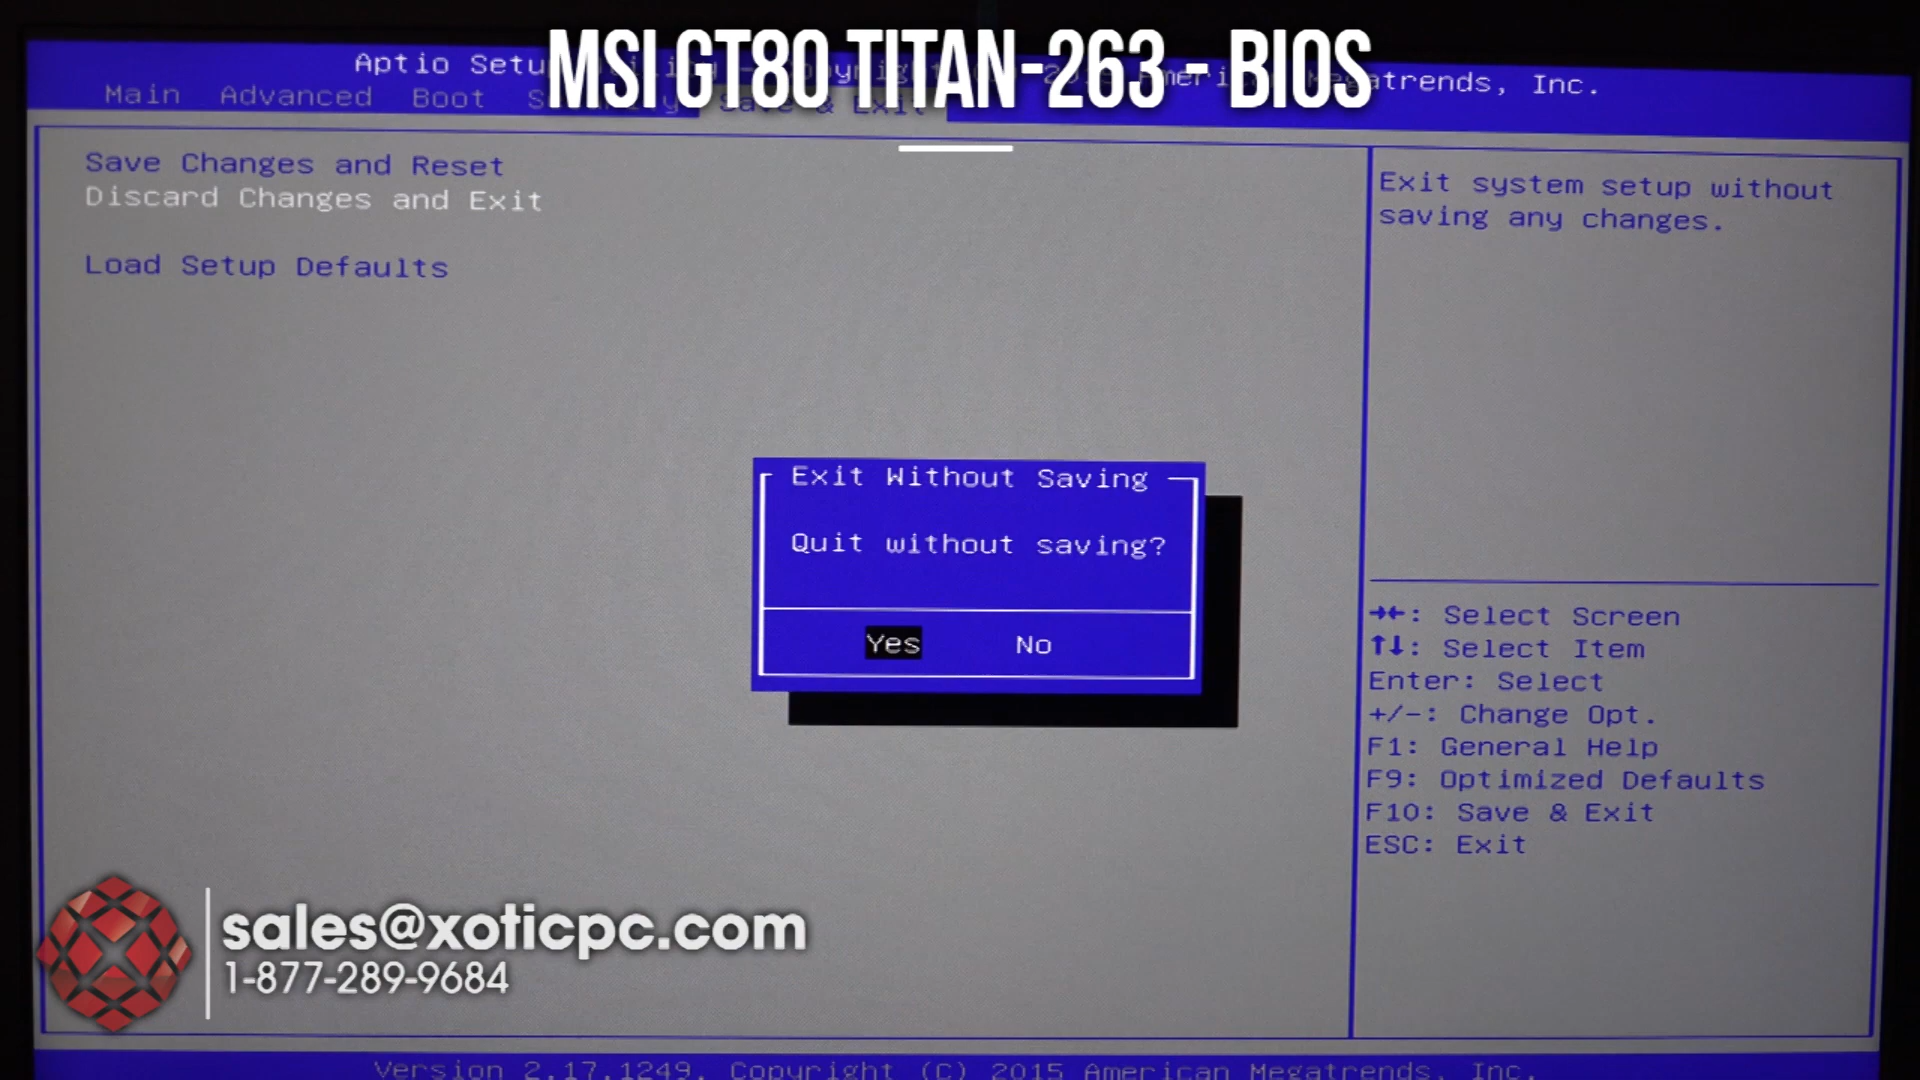 MSI GT80 TITAN-263 - BIOS
Aptio Setu
atrends, Inc.
Main Advanced Boot Save & Exit
Save Changes and Reset
Discard Changes and Exit
Load Setup Defaults
Exit system setup without
saving any changes.
Exit Without Saving
Quit without saving?
Yes No
→←: Select Screen
↑↓: Select Item
Enter: Select
+/-: Change Opt.
F1: General Help
F9: Optimized Defaults
F10: Save & Exit
ESC: Exit
sales@xoticpc.com
1-877-289-9684
Version 2.17.1249. Copyright (C) 2015 American Megatrends, Inc.